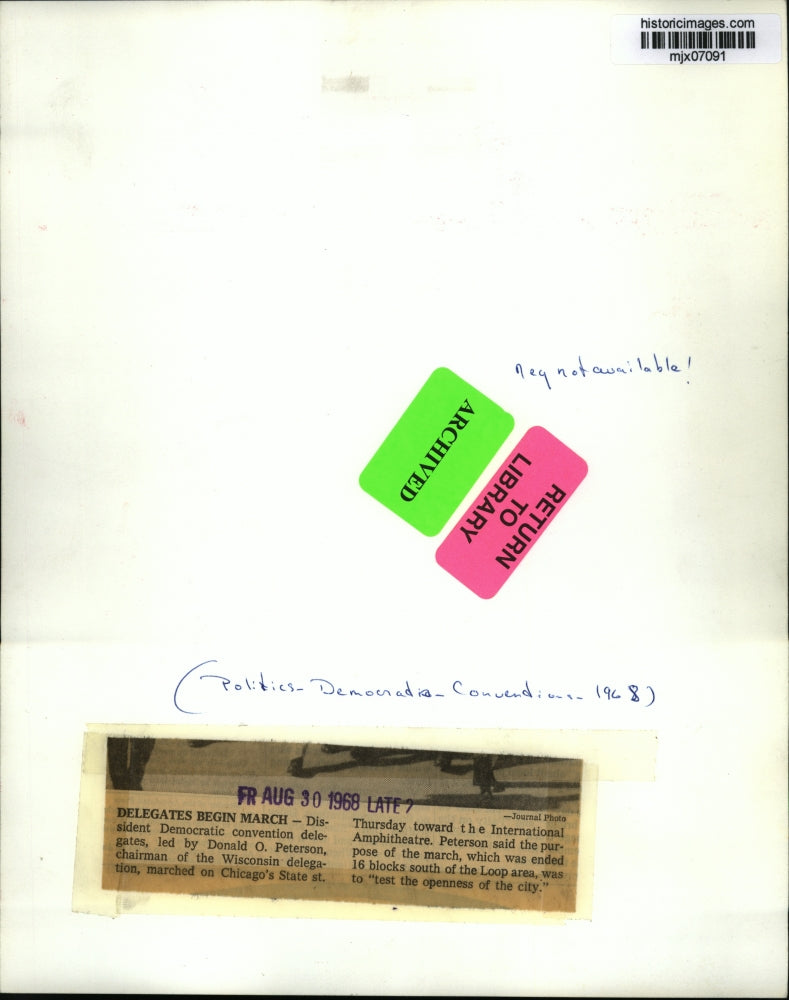 historicimages.com
mjx07091
Neg not available!
ARCHIVED
RETURN
TO
LIBRARY
(Politics- Democratic- Conventions- 1968)
FR AUG 30 1968 LATE
—Journal Photo
DELEGATES BEGIN MARCH — Dis-
sident Democratic convention dele-
gates, led by Donald O. Peterson,
chairman of the Wisconsin delega-
tion, marched on Chicago's State st.
Thursday toward the International
Amphitheatre. Peterson said the pur-
pose of the march, which was ended
16 blocks south of the Loop area, was
to "test the openness of the city."